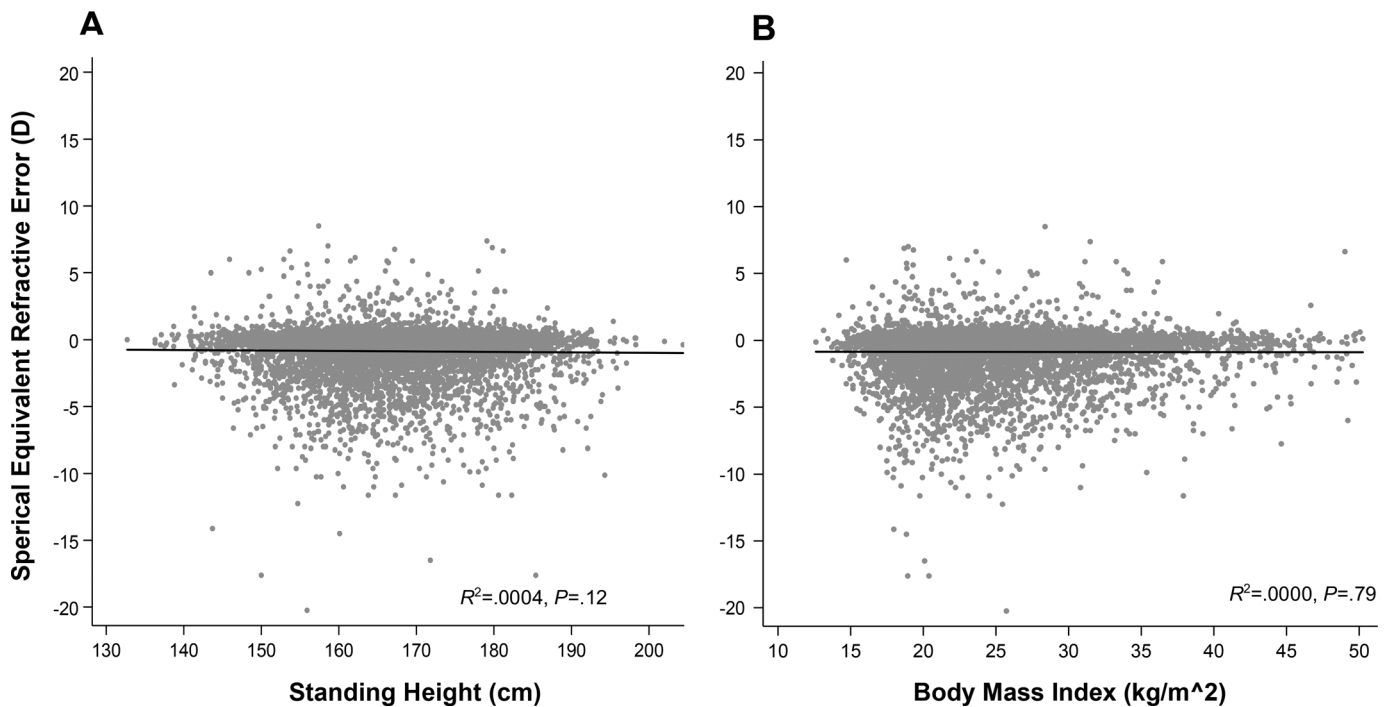 A
B
Sperical Equivalent Refractive Error (D)
20
15
10
5
0
-5
-10
-15
-20
R²=.0004, P=.12
130 140 150 160 170 180 190 200
Standing Height (cm)
20
15
10
5
0
-5
-10
-15
-20
R²=.0000, P=.79
10 15 20 25 30 35 40 45 50
Body Mass Index (kg/m^2)